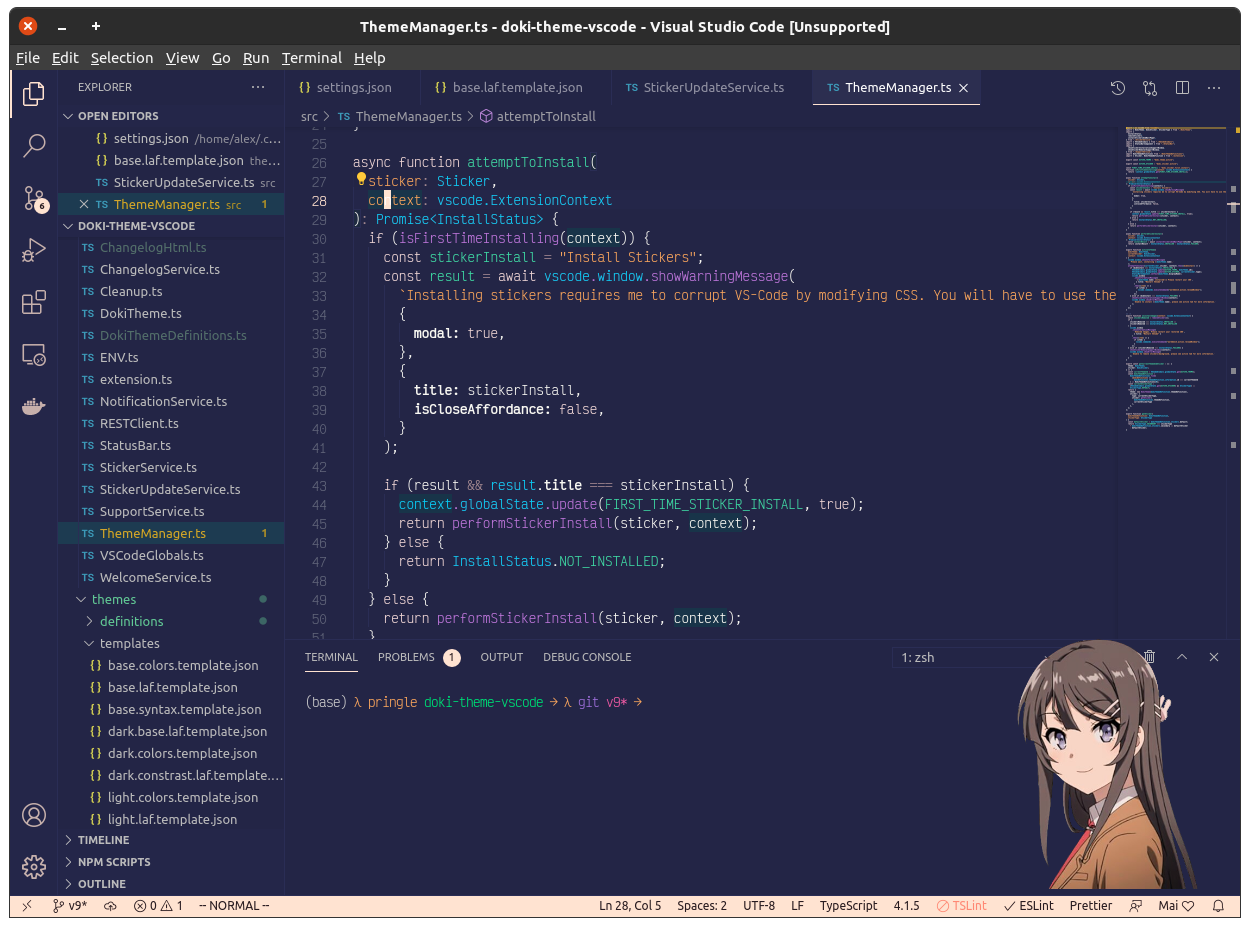 ThemeManager.ts - doki-theme-vscode - Visual Studio Code [Unsupported]
File Edit Selection View Go Run Terminal Help
EXPLORER
OPEN EDITORS
{} settings.json /home/alex/.c...
{} base.laf.template.json the...
TS StickerUpdateService.ts src
TS ThemeManager.ts src 1
6
DOKI-THEME-VSCODE
TS ChangelogHtml.ts
TS ChangelogService.ts
TS Cleanup.ts
TS DokiTheme.ts
TS DokiThemeDefinitions.ts
TS ENV.ts
TS extension.ts
TS NotificationService.ts
TS RESTClient.ts
TS StatusBar.ts
TS StickerService.ts
TS StickerUpdateService.ts
TS SupportService.ts
TS ThemeManager.ts 1
TS VSCodeGlobals.ts
TS WelcomeService.ts
themes
definitions
templates
{} base.colors.template.json
{} base.laf.template.json
{} base.syntax.template.json
{} dark.base.laf.template.json
{} dark.colors.template.json
{} dark.constrast.laf.template....
{} light.colors.template.json
{} light.laf.template.json
TIMELINE
NPM SCRIPTS
OUTLINE
{} settings.json {} base.laf.template.json TS StickerUpdateService.ts TS ThemeManager.ts
src > TS ThemeManager.ts > attemptToInstall
25
26 async function attemptToInstall(
27 sticker: Sticker,
28 context: vscode.ExtensionContext
29 ): Promise<InstallStatus> {
30 if (isFirstTimeInstalling(context)) {
31 const stickerInstall = "Install Stickers";
32 const result = await vscode.window.showWarningMessage(
33 `Installing stickers requires me to corrupt VS-Code by modifying CSS. You will have to use the
34 {
35 modal: true,
36 },
37 {
38 title: stickerInstall,
39 isCloseAffordance: false,
40 }
41 );
42
43 if (result && result.title === stickerInstall) {
44 context.globalState.update(FIRST_TIME_STICKER_INSTALL, true);
45 return performStickerInstall(sticker, context);
46 } else {
47 return InstallStatus.NOT_INSTALLED;
48 }
49 } else {
50 return performStickerInstall(sticker, context);
51 }
TERMINAL PROBLEMS 1 OUTPUT DEBUG CONSOLE 1: zsh
(base) λ pringle doki-theme-vscode → λ git v9* →
v9* 0 1 -- NORMAL -- Ln 28, Col 5 Spaces: 2 UTF-8 LF TypeScript 4.1.5 TSLint ESLint Prettier Mai♡